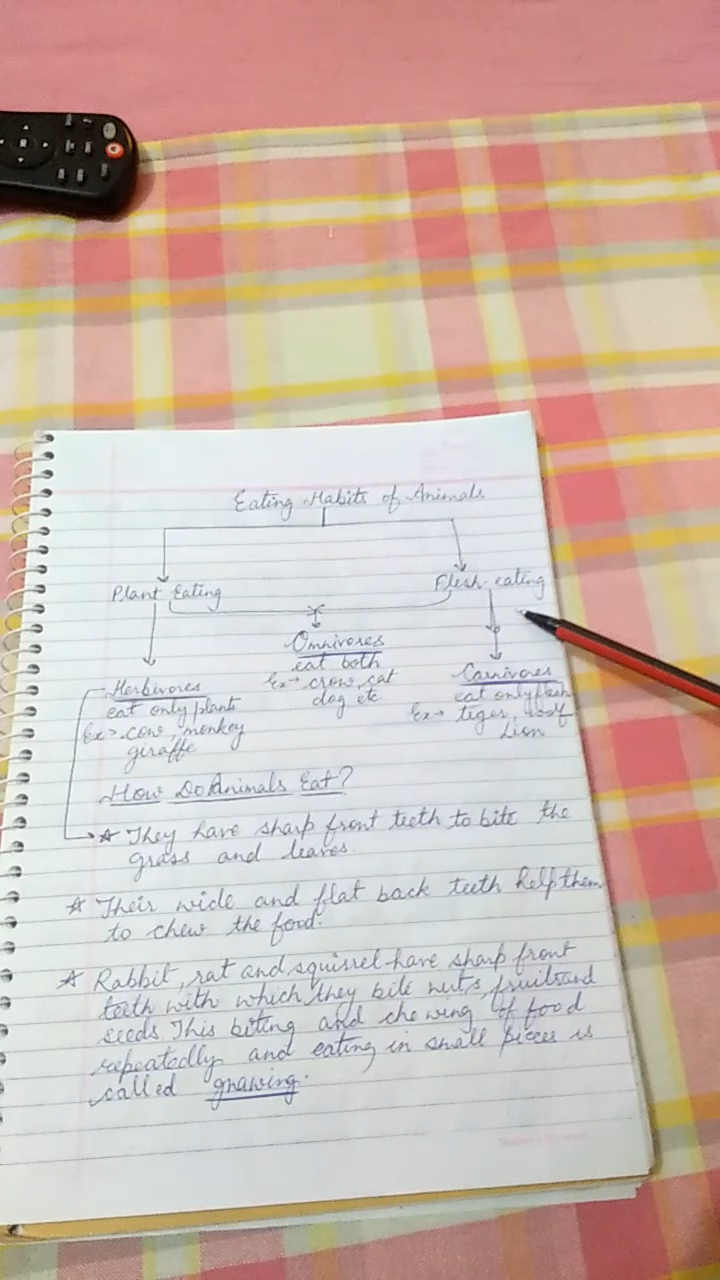 Eating Habits of Animals
Plant Eating
Flesh eating
Omnivores
eat both
Ex→ crow, cat
dog etc
Herbivores
eat only plants
Ex→ cow, monkey
giraffe
Carnivores
eat only flesh
Ex→ tiger,
Lion
How Do Animals Eat?
☆ They have sharp front teeth to bite the
grass and leaves.
☆ Their wide and flat back teeth help them
to chew the food.
☆ Rabbit, rat and squirrel have sharp front
teeth with which they bite nuts, fruits and
seeds. This biting and chewing of food
repeatedly and eating in small pieces is
called gnawing.